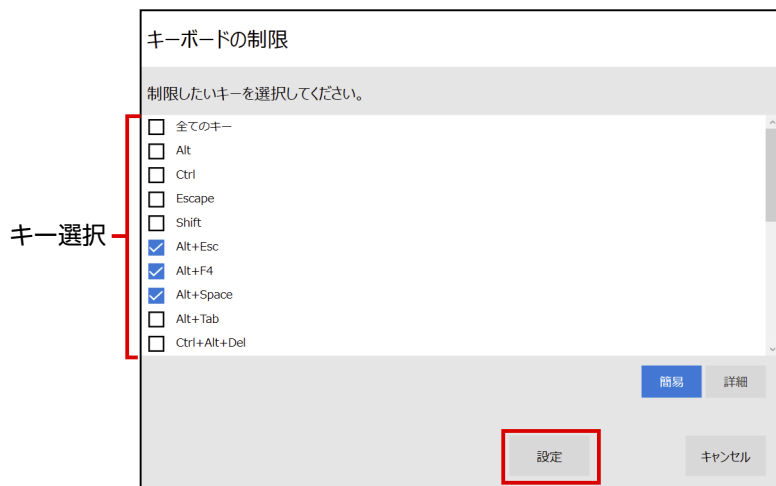 キーボードの制限
制限したいキーを選択してください。
全てのキー
Alt
Ctrl
Escape
Shift
キー選択
Alt+Esc
Alt+F4
Alt+Space
Alt+Tab
Ctrl+Alt+Del
簡易 詳細
設定 キャンセル